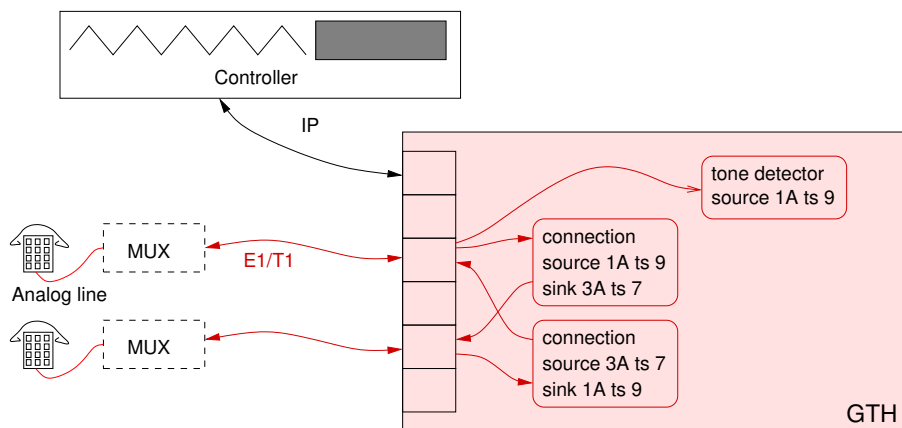 Controller
IP
tone detector
source 1A ts 9
MUX
E1/T1
connection
source 1A ts 9
sink 3A ts 7
Analog line
MUX
connection
source 3A ts 7
sink 1A ts 9
GTH